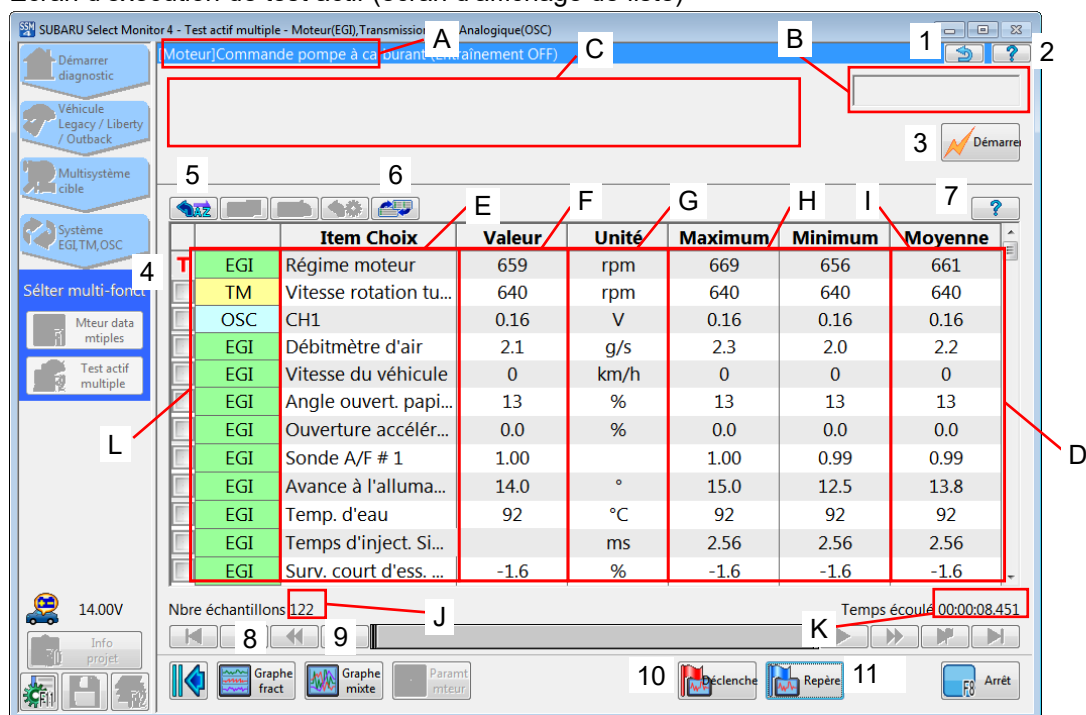 Ecran d'exécution de test actif (écran d'affichage de liste)
SUBARU Select Monitor 4 - Test actif multiple - Moteur(EGI),Transmission Analogique(OSC)
[Moteur]Commande pompe à carburant (Entraînement OFF)
A
B
C
1
2
3
Démarrer
Démarrer diagnostic
Véhicule
Legacy / Liberty
/ Outback
Multisystème
cible
Système
EGI,TM,OSC
4
Sélter multi-fonct
Mteur data
mtiples
Test actif
multiple
5
6
7
E
F
G
H
I
AZ
?
Item Choix Valeur Unité Maximum Minimum Moyenne
T EGI Régime moteur 659 rpm 669 656 661
TM Vitesse rotation tu... 640 rpm 640 640 640
OSC CH1 0.16 V 0.16 0.16 0.16
EGI Débitmètre d'air 2.1 g/s 2.3 2.0 2.2
EGI Vitesse du véhicule 0 km/h 0 0 0
EGI Angle ouvert. papi... 13 % 13 13 13
EGI Ouverture accélér... 0.0 % 0.0 0.0 0.0
EGI Sonde A/F # 1 1.00 1.00 0.99 0.99
EGI Avance à l'alluma... 14.0 ° 15.0 12.5 13.8
EGI Temp. d'eau 92 °C 92 92 92
EGI Temps d'inject. Si... ms 2.56 2.56 2.56
EGI Surv. court d'ess. ... -1.6 % -1.6 -1.6 -1.6
L
D
14.00V
Nbre échantillons 122
J
K
Temps écoulé 00:00:08.451
Info
projet
8
9
Graphe
fract
Graphe
mixte
Paramt
mteur
10
Déclenche
Repère
11
F8
Arrêt
F11